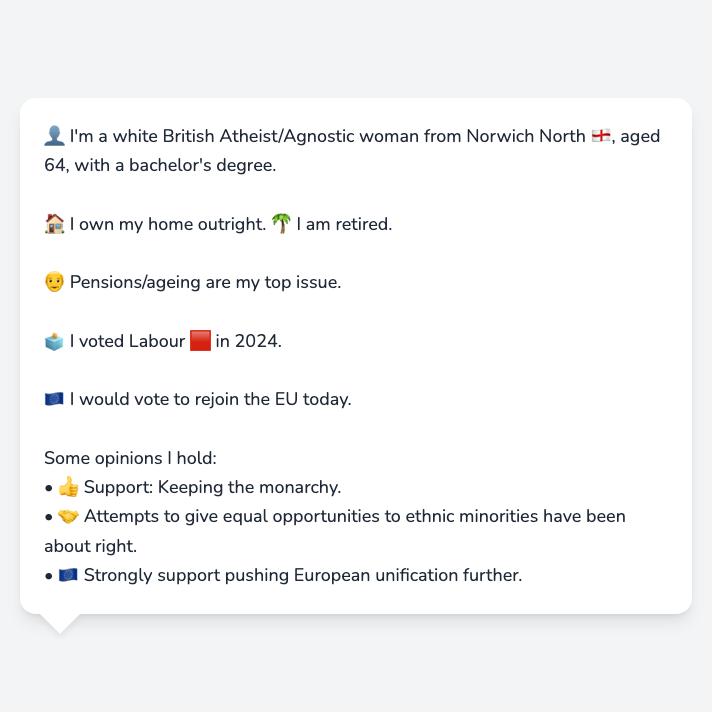 👤 I'm a white British Atheist/Agnostic woman from Norwich North 🏴󠁧󠁢󠁥󠁮󠁧󠁿, aged
64, with a bachelor's degree.
🏠 I own my home outright. 🌴 I am retired.
👴 Pensions/ageing are my top issue.
🗳️ I voted Labour 🟥 in 2024.
🇪🇺 I would vote to rejoin the EU today.
Some opinions I hold:
• 👍 Support: Keeping the monarchy.
• 🤝 Attempts to give equal opportunities to ethnic minorities have been
about right.
• 🇪🇺 Strongly support pushing European unification further.